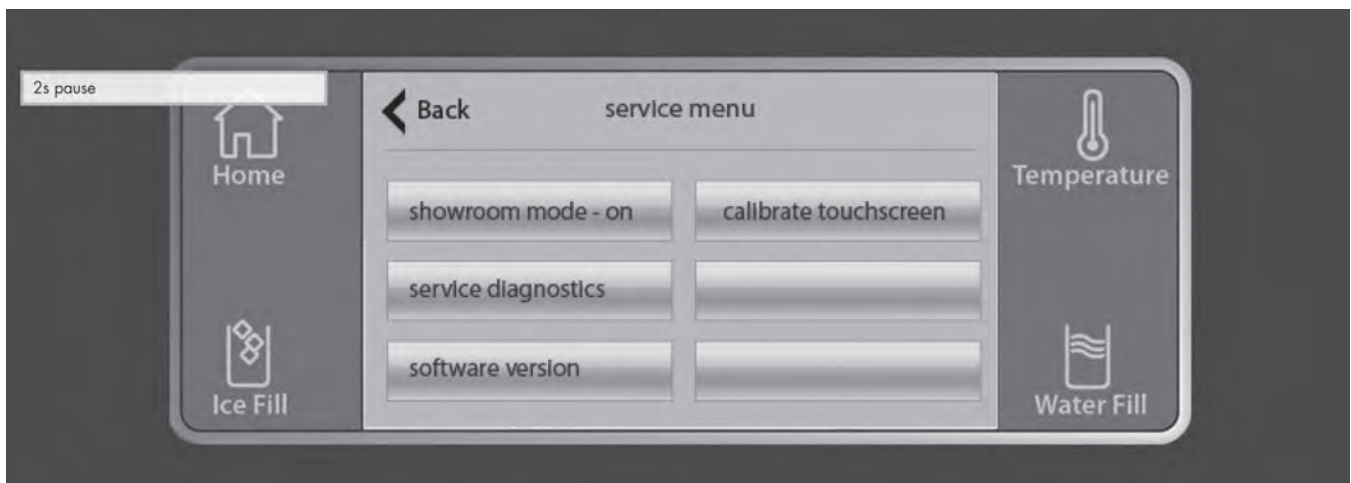 2s pause
Home
Ice Fill
Back
service menu
showroom mode - on
calibrate touchscreen
service diagnostics
software version
Temperature
Water Fill